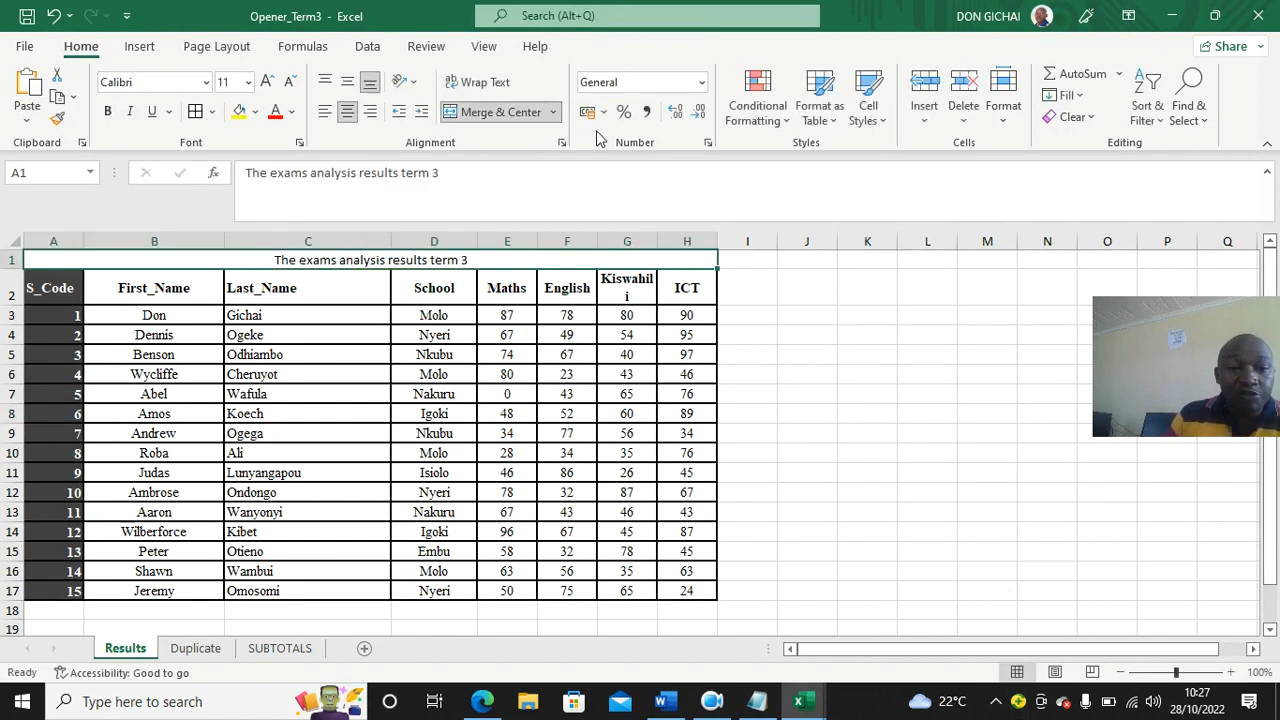 Opener_Term3 - Excel
Search (Alt+Q)
DON GICHAI
File Home Insert Page Layout Formulas Data Review View Help
Share
Paste
Calibri 11
B I U
Wrap Text
Merge & Center
General
Conditional Formatting
Format as Table
Cell Styles
Insert Delete Format
AutoSum
Fill
Clear
Sort & Filter
Find & Select
Clipboard Font Alignment Number Styles Cells Editing
A1 fx The exams analysis results term 3
A B C D E F G H I J K L M N O P Q
1 The exams analysis results term 3
2 S_Code First_Name Last_Name School Maths English Kiswahili ICT
3 1 Don Gichai Molo 87 78 80 90
4 2 Dennis Ogeke Nyeri 67 49 54 95
5 3 Benson Odhiambo Nkubu 74 67 40 97
6 4 Wycliffe Cheruyot Molo 80 23 43 46
7 5 Abel Wafula Nakuru 0 43 65 76
8 6 Amos Koech Igoki 48 52 60 89
9 7 Andrew Ogega Nkubu 34 77 56 34
10 8 Roba Ali Molo 28 34 35 76
11 9 Judas Lunyangapou Isiolo 46 86 26 45
12 10 Ambrose Ondongo Nyeri 78 32 87 67
13 11 Aaron Wanyonyi Nakuru 67 43 46 43
14 12 Wilberforce Kibet Igoki 96 67 45 87
15 13 Peter Otieno Embu 58 32 78 45
16 14 Shawn Wambui Molo 63 56 35 63
17 15 Jeremy Omosomi Nyeri 50 75 65 24
18
19
Results Duplicate SUBTOTALS
Ready Accessibility: Good to go 100%
Type here to search
22°C
10:27
28/10/2022